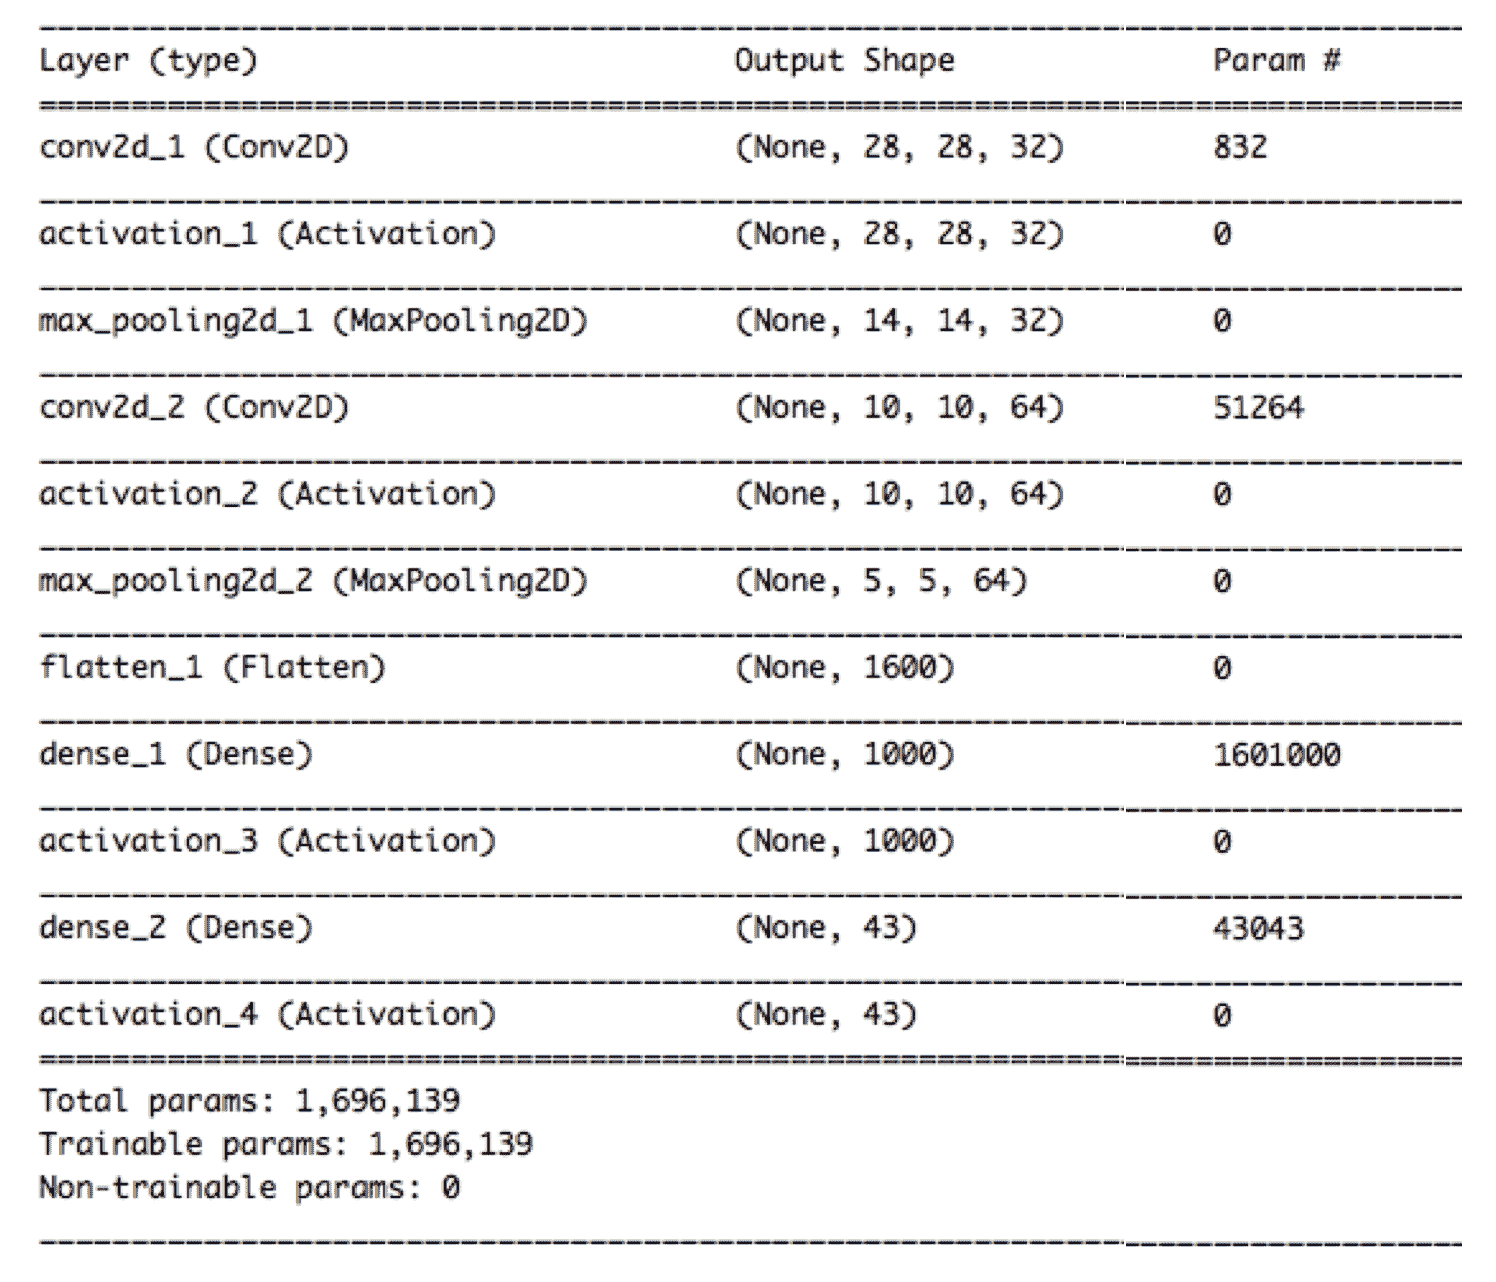 Layer (type) Output Shape Param #
conv2d_1 (Conv2D) (None, 28, 28, 32) 832
activation_1 (Activation) (None, 28, 28, 32) 0
max_pooling2d_1 (MaxPooling2D) (None, 14, 14, 32) 0
conv2d_2 (Conv2D) (None, 10, 10, 64) 51264
activation_2 (Activation) (None, 10, 10, 64) 0
max_pooling2d_2 (MaxPooling2D) (None, 5, 5, 64) 0
flatten_1 (Flatten) (None, 1600) 0
dense_1 (Dense) (None, 1000) 1601000
activation_3 (Activation) (None, 1000) 0
dense_2 (Dense) (None, 43) 43043
activation_4 (Activation) (None, 43) 0
Total params: 1,696,139
Trainable params: 1,696,139
Non-trainable params: 0